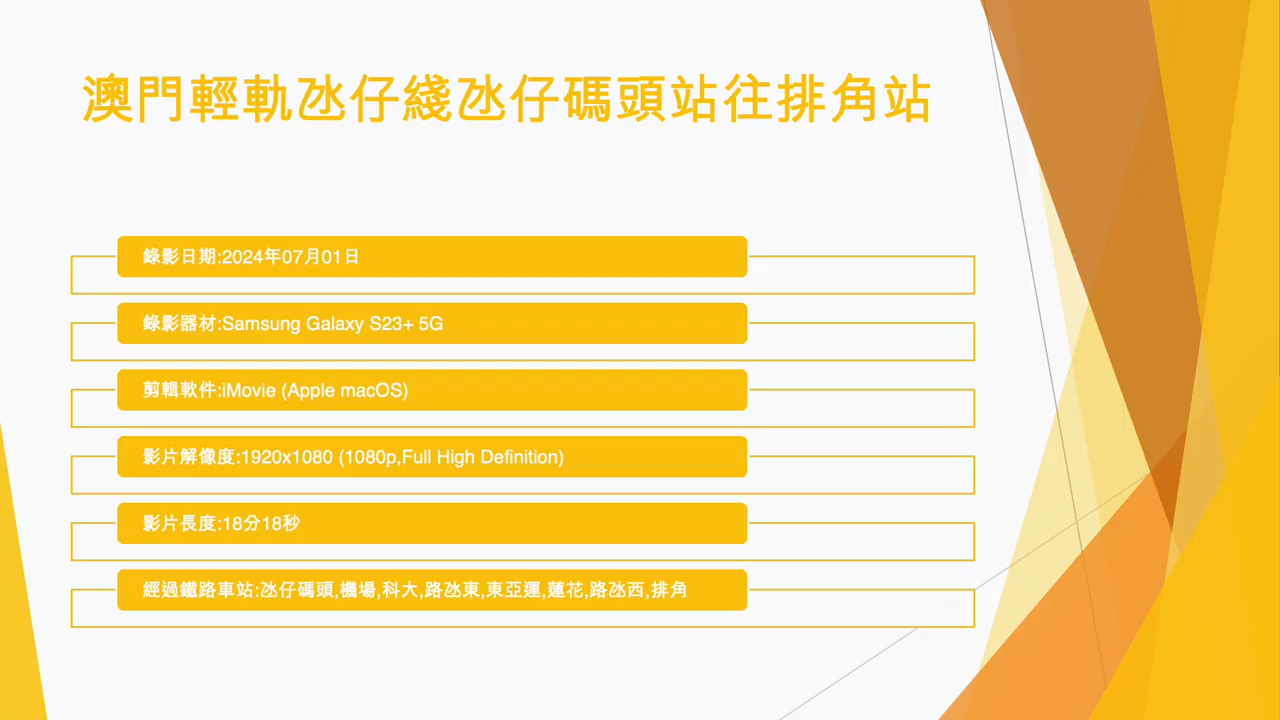 澳門輕軌氹仔綫氹仔碼頭站往排角站
錄影日期:2024年07月01日
錄影器材:Samsung Galaxy S23+ 5G
剪輯軟件:iMovie (Apple macOS)
影片解像度:1920x1080 (1080p,Full High Definition)
影片長度:18分18秒
經過鐵路車站:氹仔碼頭,機場,科大,路氹東,東亞運,蓮花,路氹西,排角